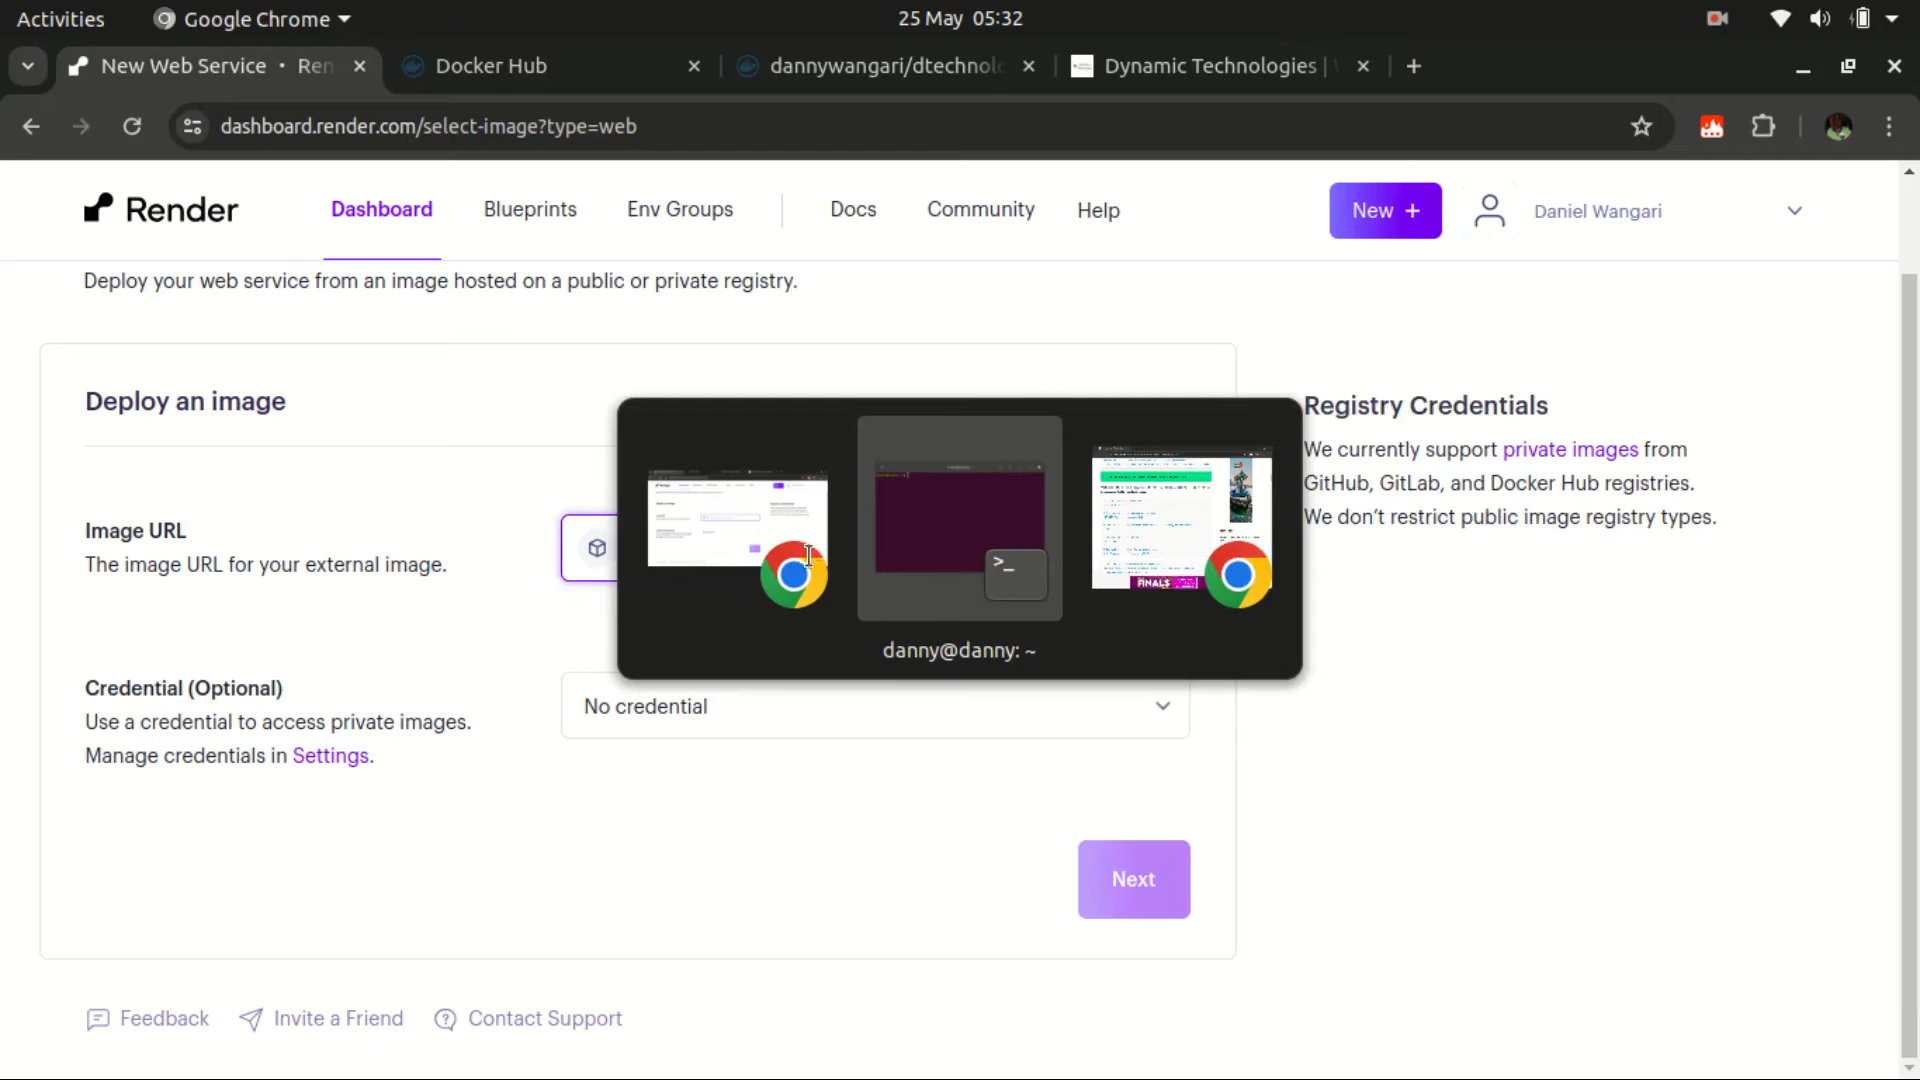 Activities
Google Chrome
25 May 05:32
New Web Service • Ren
Docker Hub
dannywangari/dtechnolo
Dynamic Technologies |
dashboard.render.com/select-image?type=web
Render
Dashboard
Blueprints
Env Groups
Docs
Community
Help
New +
Daniel Wangari
Deploy your web service from an image hosted on a public or private registry.
Deploy an image
Image URL
The image URL for your external image.
FINALS
>_
danny@danny: ~
Credential (Optional)
Use a credential to access private images.
Manage credentials in Settings.
No credential
Next
Registry Credentials
We currently support private images from
GitHub, GitLab, and Docker Hub registries.
We don't restrict public image registry types.
Feedback
Invite a Friend
Contact Support